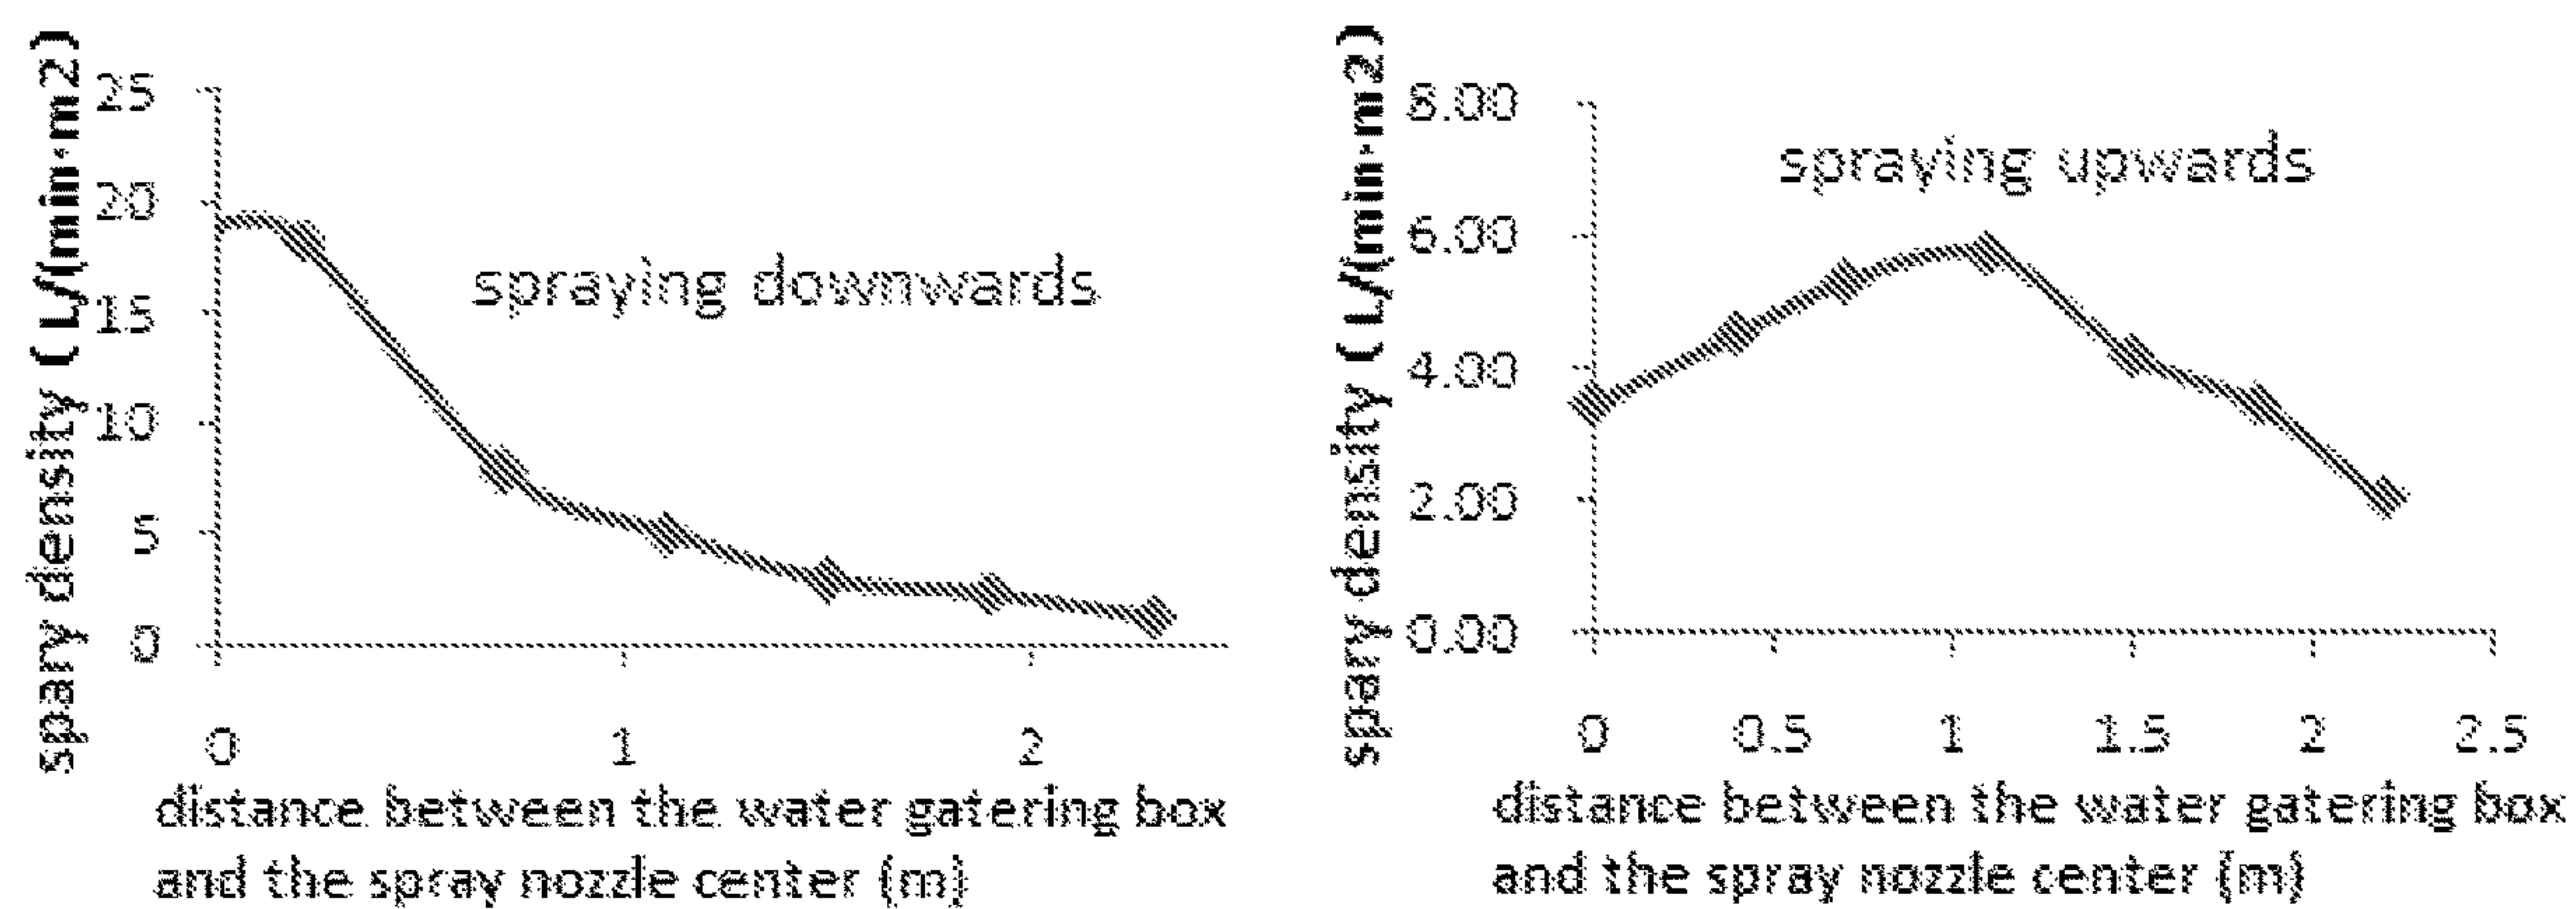 spary density ( L/(min·m2)
25
20
15
10
5
0
spraying downwards
0 1 2
distance between the water gatering box
and the spray nozzle center (m)
spary density ( L/(min·m2)
8.00
6.00
4.00
2.00
0.00
spraying upwards
0 0.5 1 1.5 2 2.5
distance between the water gatering box
and the spray nozzle center (m)